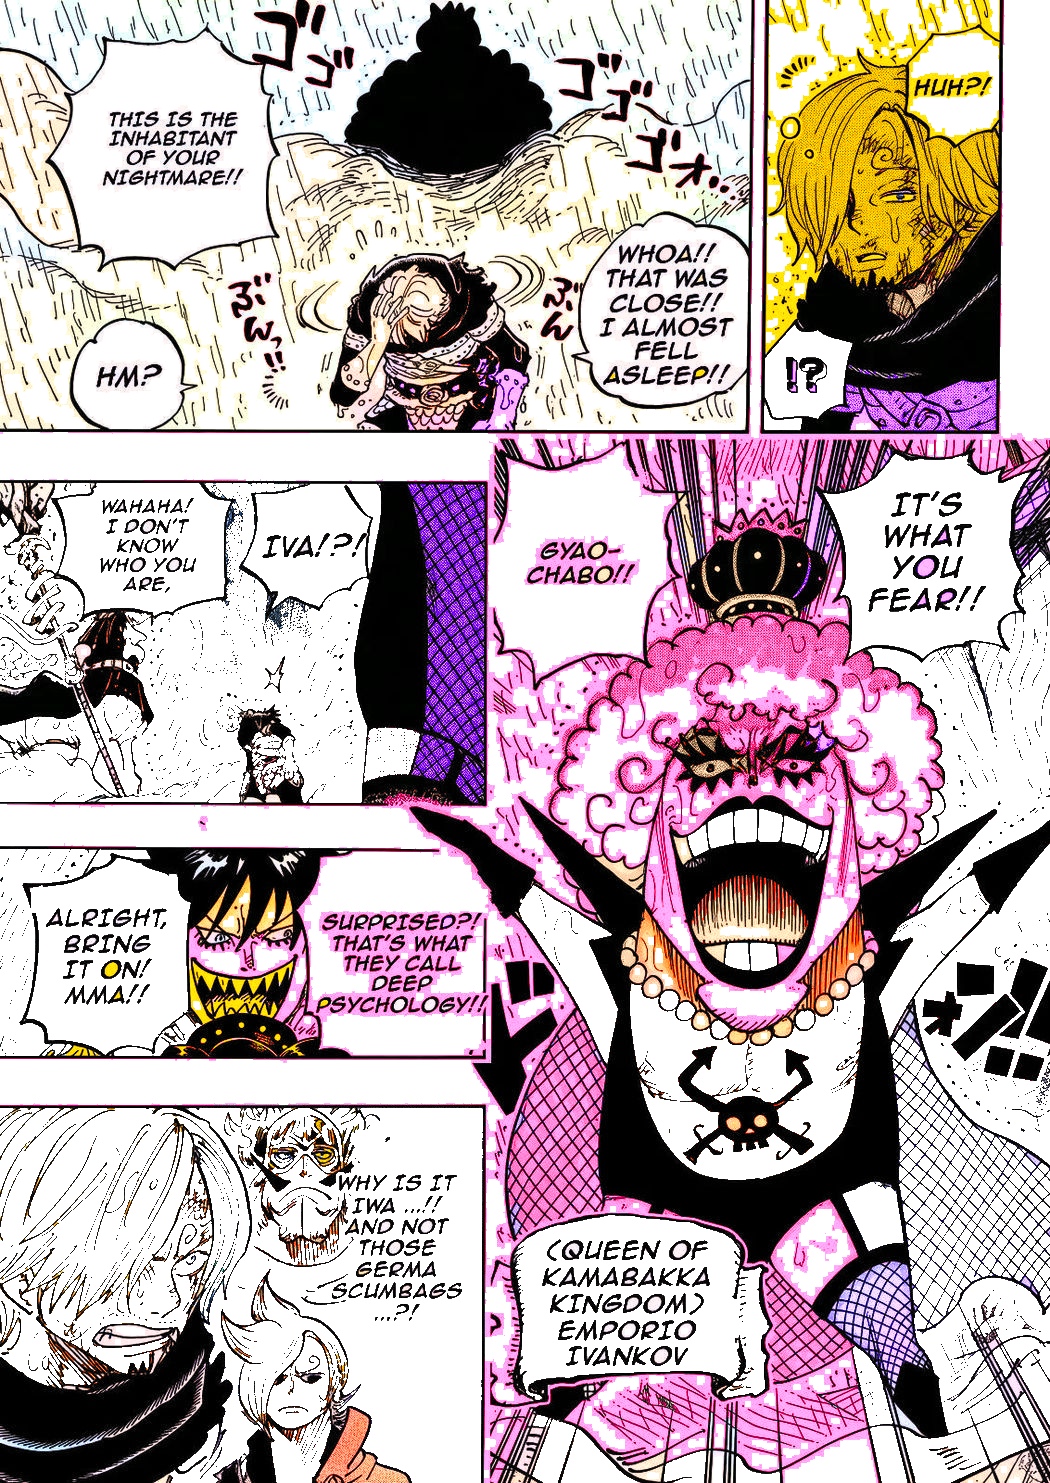 THIS IS THE
INHABITANT
OF YOUR
NIGHTMARE!!
ゴゴ
ゴゴ
ゴゴォ..
HUH?!
!?
WHOA!!
THAT WAS
CLOSE!!
I ALMOST
FELL
ASLEEP!!
ぶんっ!!
ぶん
HM?
WAHAHA!
I DON'T
KNOW
WHO YOU
ARE,
IVA!?!
GYAO-
CHABO!!
IT'S
WHAT
YOU
FEAR!!
ALRIGHT,
BRING
IT ON!
MMA!!
SURPRISED?!
THAT'S WHAT
THEY CALL
DEEP
PSYCHOLOGY!!
WHY IS IT
IWA ...!!
AND NOT
THOSE
GERMA
SCUMBAGS
...?!
(QUEEN OF
KAMABAKKA
KINGDOM)
EMPORIO
IVANKOV